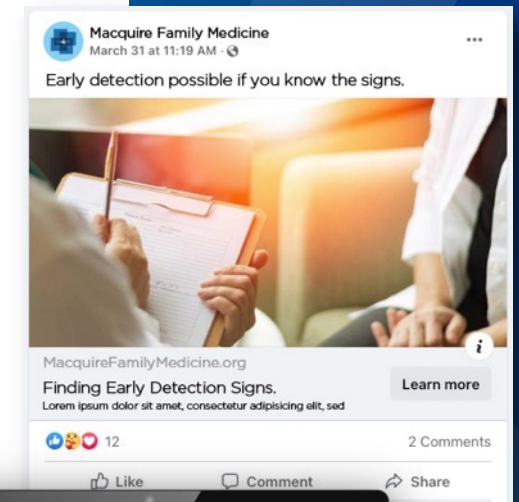 Macquire Family Medicine
March 31 at 11:19 AM ·
Early detection possible if you know the signs.
i
MacquireFamilyMedicine.org
Finding Early Detection Signs.
Learn more
Lorem ipsum dolor sit amet, consectetur adipisicing elit, sed
12
2 Comments
Like
Comment
Share